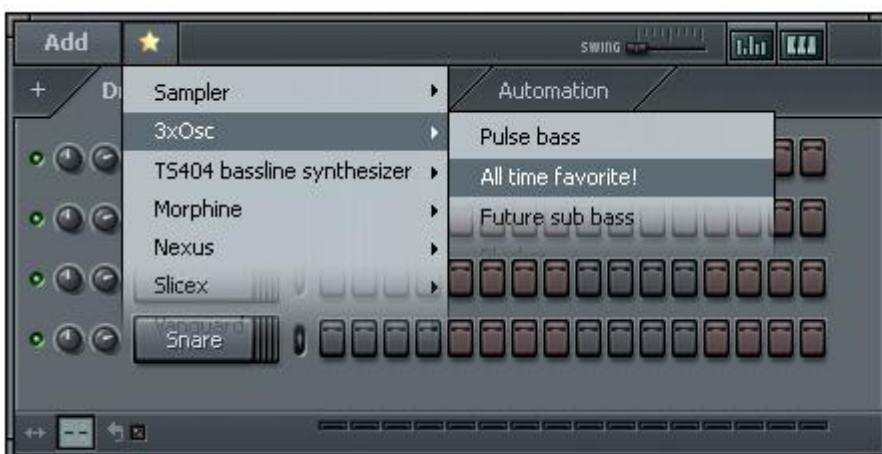 Add
SWING
+
Automation
Sampler
3xOsc
TS404 bassline synthesizer
Morphine
Nexus
Slicex
Vanguard
Pulse bass
All time favorite!
Future sub bass
Snare